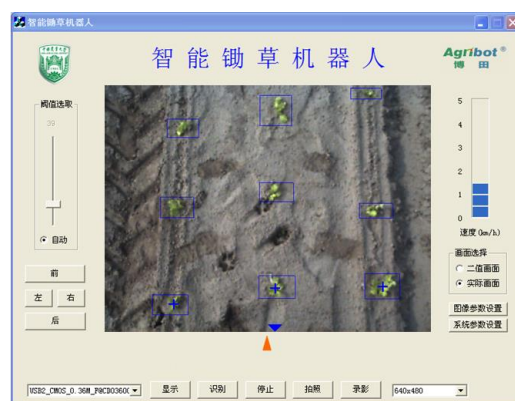 智能锄草机器人
智能锄草机器人
Agribot®
博田
阈值选取
39
自动
前
左 右
后
5
4
3
2
1
0
速度(km/h)
画面选择
二值画面
实际画面
图像参数设置
系统参数设置
显示 识别 停止 拍照 录影 640x480